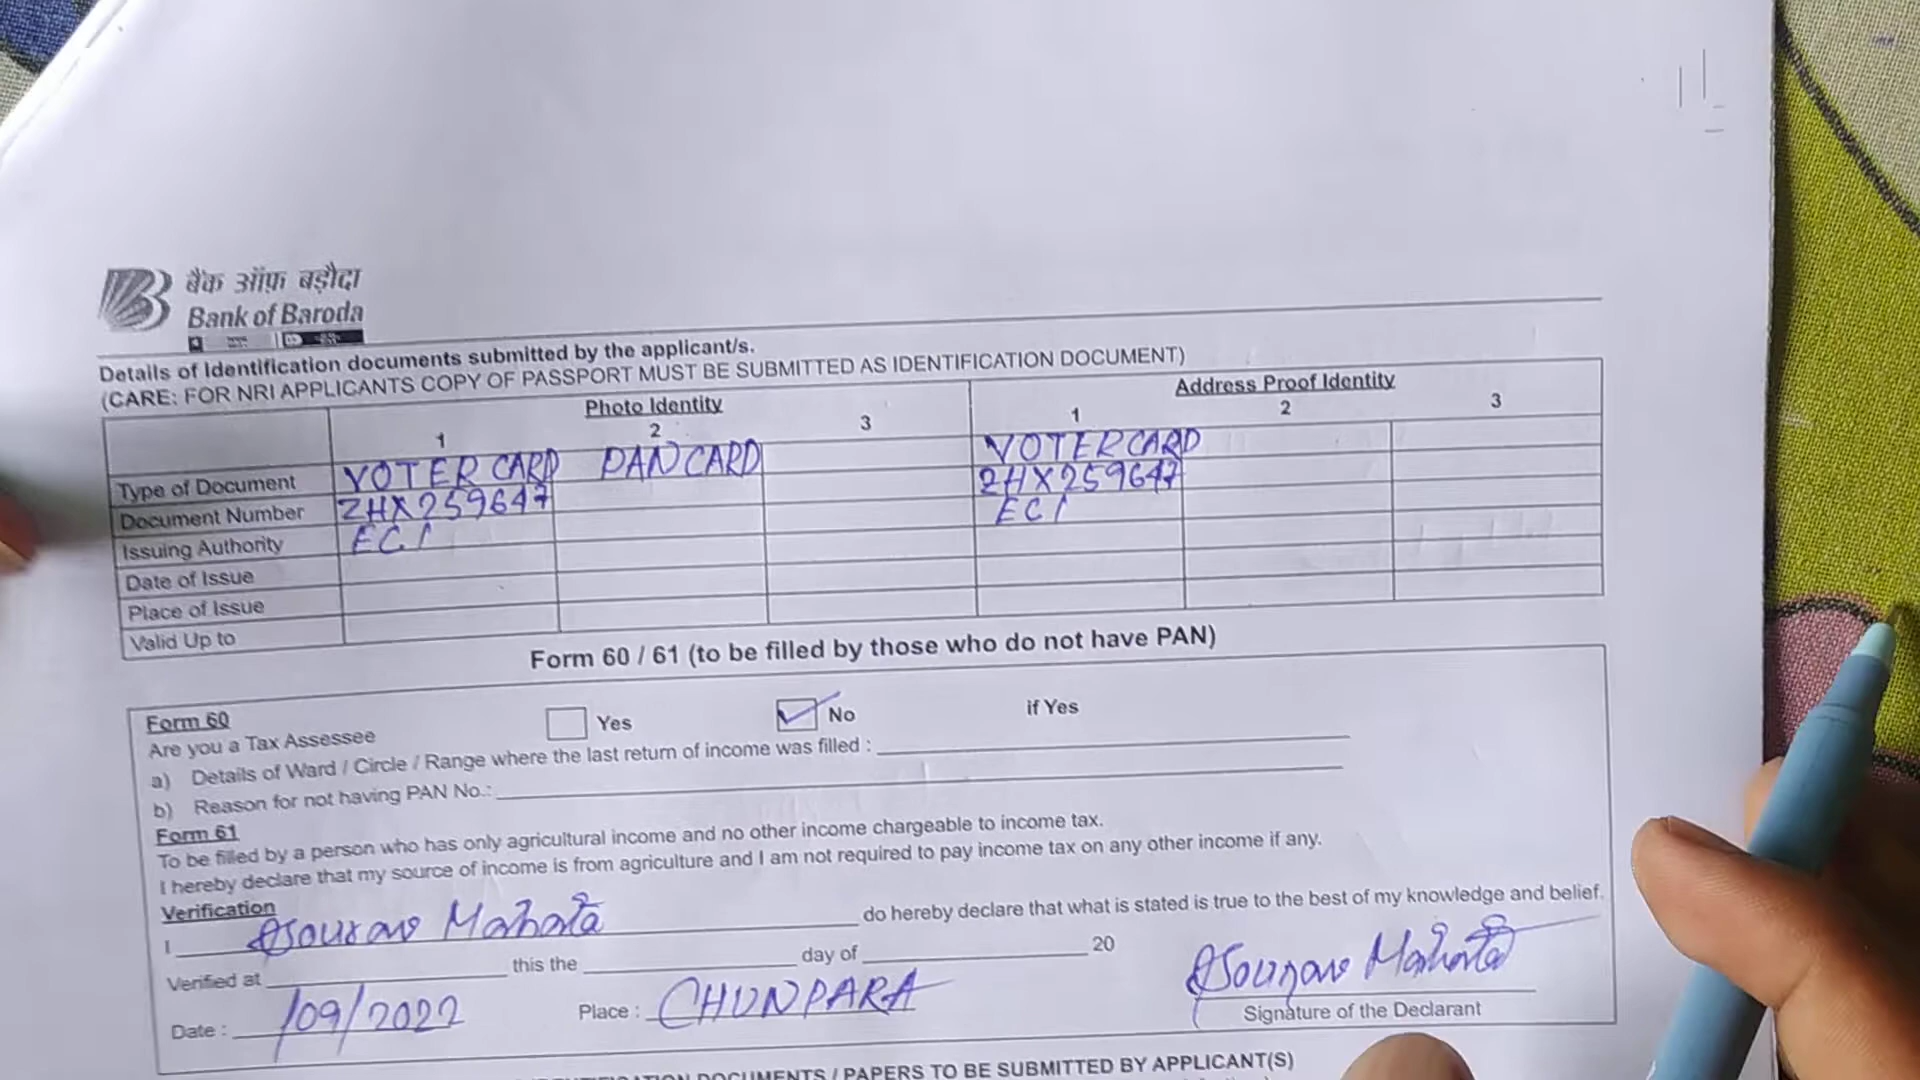 बैंक ऑफ़ बड़ौदा
Bank of Baroda
Details of Identification documents submitted by the applicant/s.
(CARE: FOR NRI APPLICANTS COPY OF PASSPORT MUST BE SUBMITTED AS IDENTIFICATION DOCUMENT)
Photo Identity Address Proof Identity
1 2 3 1 2 3
Type of Document VOTER CARD PAN CARD VOTER CARD
Document Number ZHX259647 ZHX259647
Issuing Authority ECI ECI
Date of Issue
Place of Issue
Valid Up to
Form 60 / 61 (to be filled by those who do not have PAN)
Form 60
Are you a Tax Assessee Yes No if Yes
a) Details of Ward / Circle / Range where the last return of income was filled :
b) Reason for not having PAN No.:
Form 61
To be filled by a person who has only agricultural income and no other income chargeable to income tax.
I hereby declare that my source of income is from agriculture and I am not required to pay income tax on any other income if any.
Verification
I Sourav Mahata do hereby declare that what is stated is true to the best of my knowledge and belief.
Verified at this the day of 20
Date : /09/2022 Place : CHUNPARA Sourav Mahata
Signature of the Declarant
DOCUMENTS / PAPERS TO BE SUBMITTED BY APPLICANT(S)